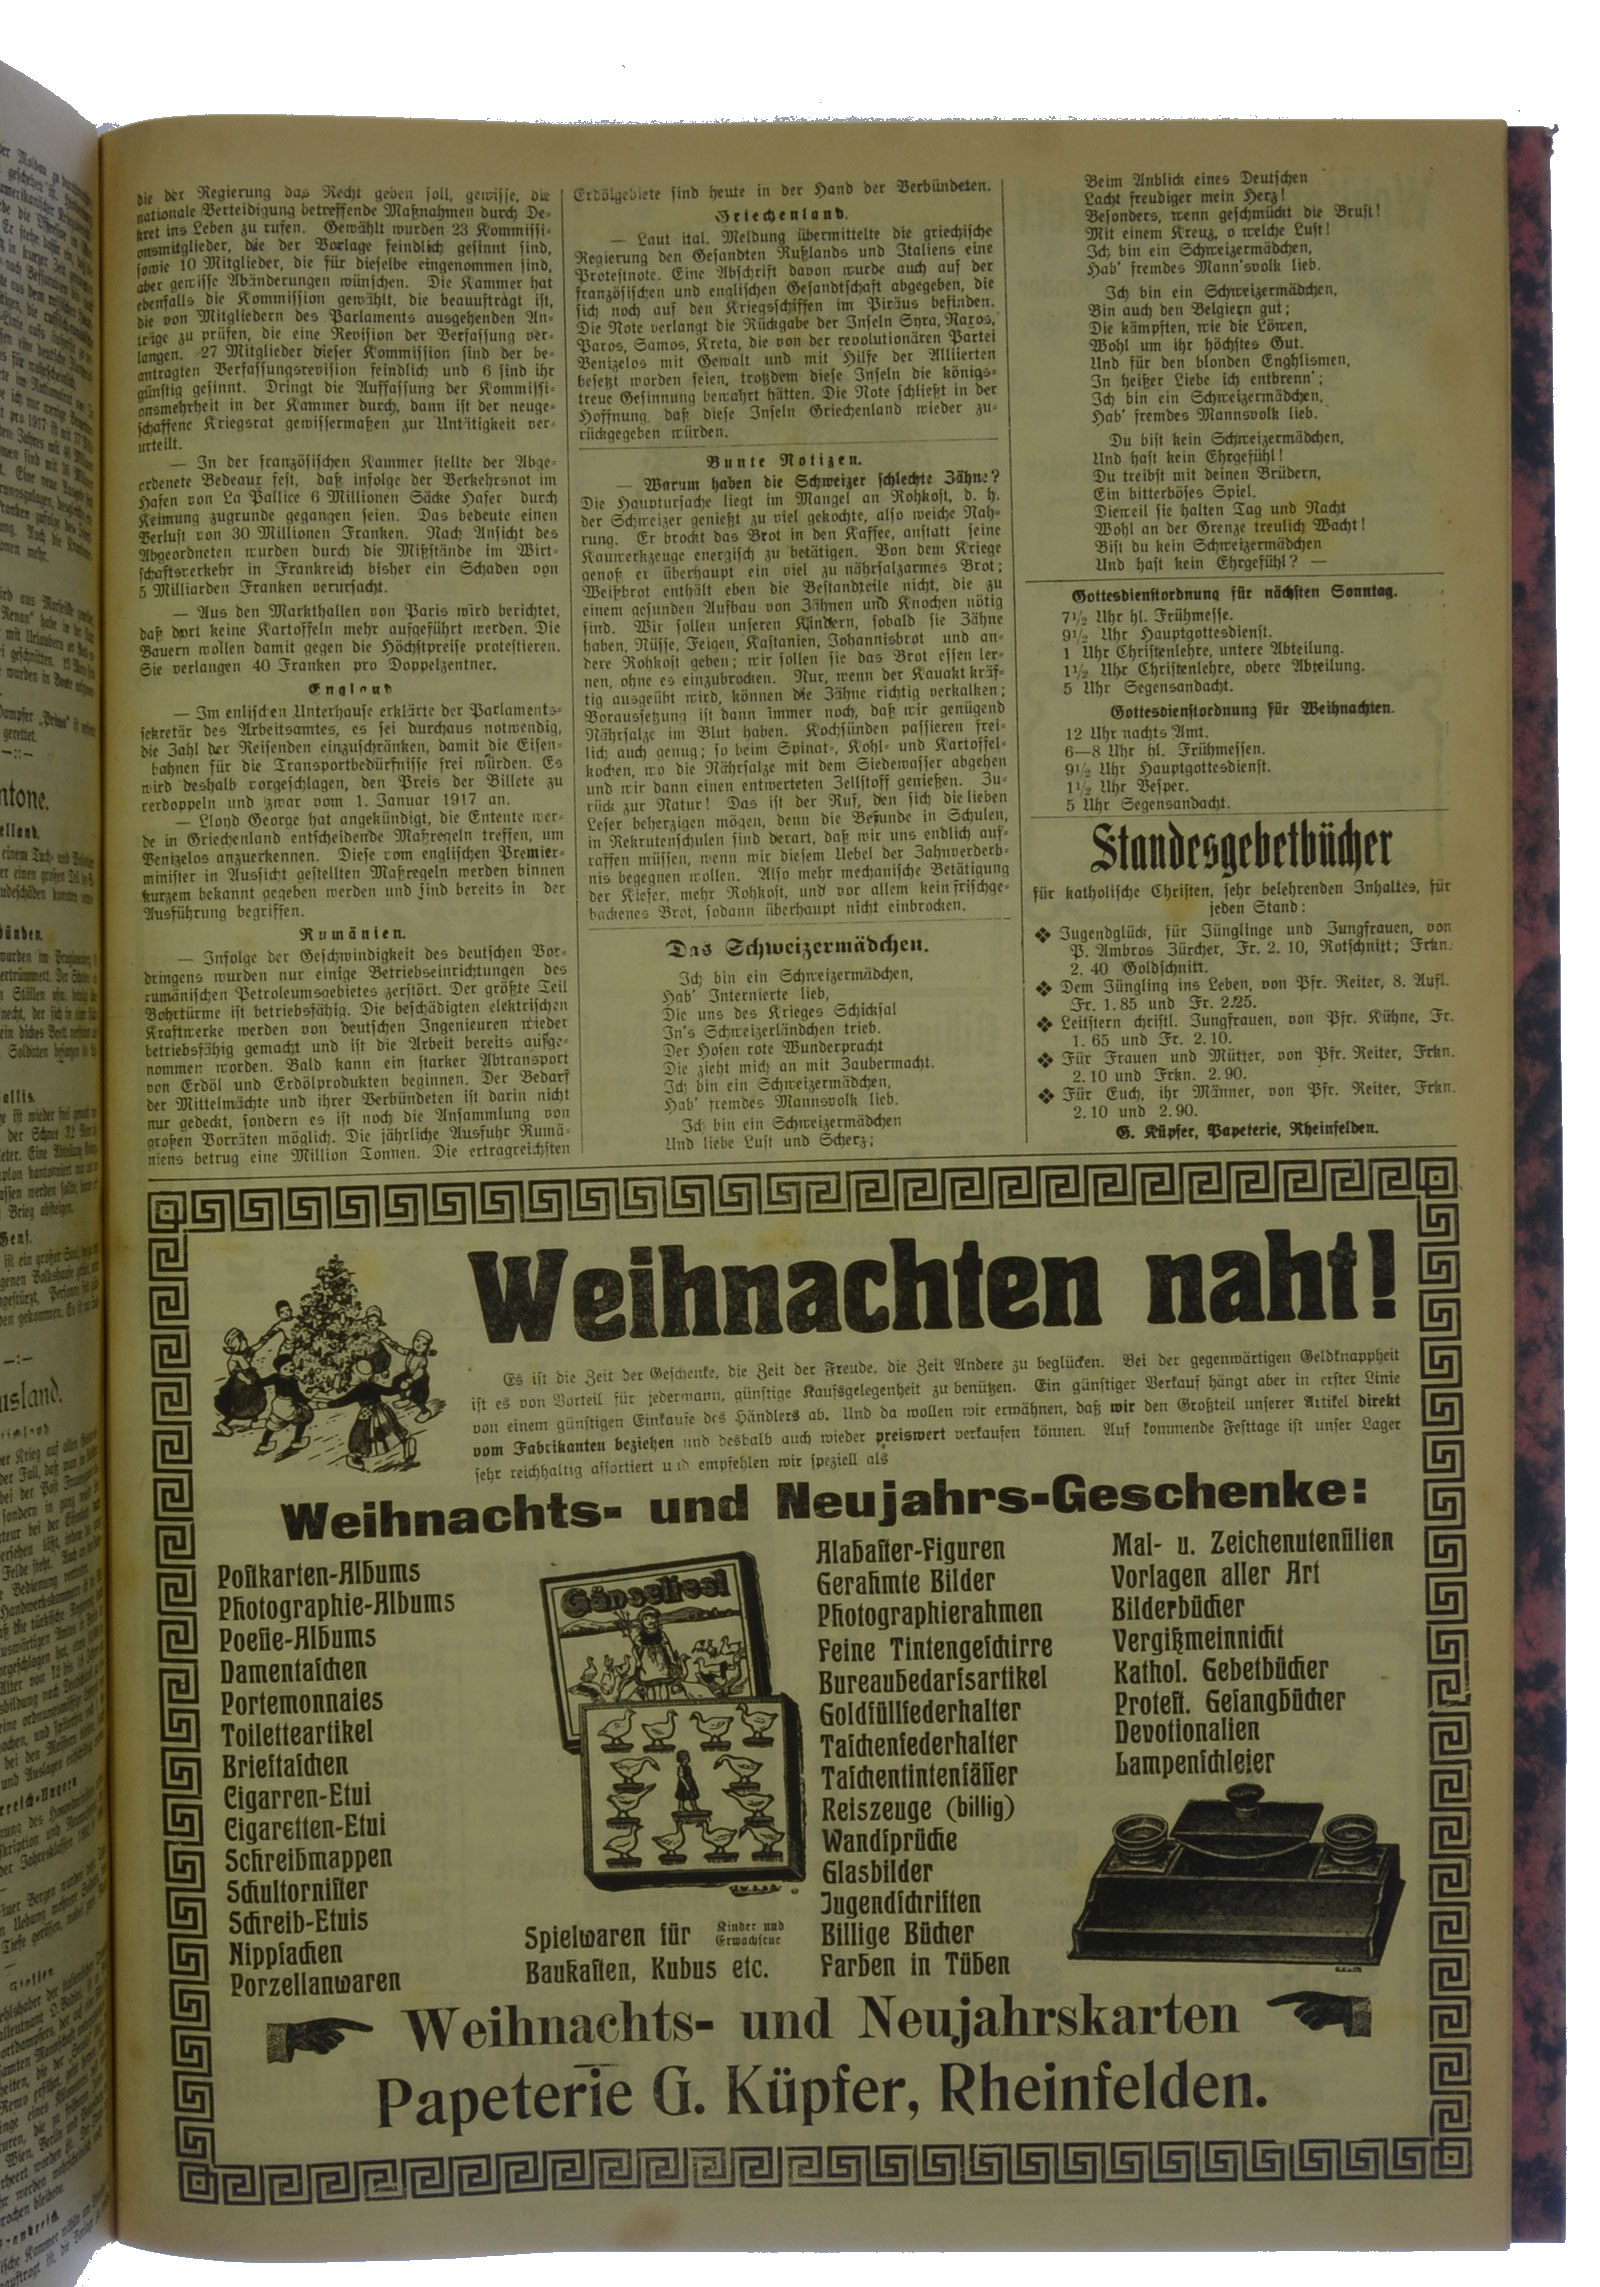 die der Regierung das Recht geben soll, gewisse, die
nationale Verteidigung betreffende Maßnahmen durch De-
kret ins Leben zu rufen. Gewählt wurden 23 Kommissi-
onsmitglieder, die der Vorlage feindlich gesinnt sind,
sowie 10 Mitglieder, die für dieselbe eingenommen sind,
aber gewisse Abänderungen wünschen. Die Kammer hat
ebenfalls die Kommission gewählt, die beauufträgt ist,
die von Mitgliedern des Parlaments ausgehenden An-
träge zu prüfen, die eine Revision der Verfassung ver-
langen. 27 Mitglieder dieser Kommission sind der be-
antragten Verfassungsrevision feindlich und 6 sind ihr
günstig gesinnt. Dringt die Auffassung der Kommissi-
onsmehrheit in der Kammer durch, dann ist der neuge-
schaffene Kriegsrat gewissermaßen zur Untätigkeit ver-
urteilt.
— In der französischen Kammer stellte der Abge-
ordenete Bedeaux fest, daß infolge der Verkehrsnot im
Hafen von La Pallice 6 Millionen Säcke Hafer durch
Keimung zugrunde gegangen seien. Das bedeute einen
Verlust von 30 Millionen Franken. Nach Ansicht des
Abgeordneten wurden durch die Mißstände im Wirt-
schaftsverkehr in Frankreich bisher ein Schaden von
5 Milliarden Franken verursacht.
— Aus den Markthallen von Paris wird berichtet,
daß dort keine Kartoffeln mehr aufgeführt werden. Die
Bauern wollen damit gegen die Höchstpreise protestieren.
Sie verlangen 40 Franken pro Doppelzentner.
England
— Im enlischen Unterhause erklärte der Parlaments-
sekretär des Arbeitsamtes, es sei durchaus notwendig,
die Zahl der Reisenden einzuschränken, damit die Eisen-
bahnen für die Transportbedürfnisse frei würden. Es
wird deshalb vorgeschlagen, den Preis der Billete zu
verdoppeln und zwar vom 1. Januar 1917 an.
— Lloyd George hat angekündigt, die Entente wer-
de in Griechenland entscheidende Maßregeln treffen, um
Venizelos anzuerkennen. Diese vom englischen Premier-
minister in Aussicht gestellten Maßregeln werden binnen
kurzem bekannt gegeben werden und sind bereits in der
Ausführung begriffen.
Rumänien.
— Infolge der Geschwindigkeit des deutschen Vor-
dringens wurden nur einige Betriebseinrichtungen des
rumänischen Petroleumsgebietes zerstört. Der größte Teil
Bohrtürme ist betriebsfähig. Die beschädigten elektrischen
Kraftwerke werden von deutschen Ingenieuren wieder
betriebsfähig gemacht und ist die Arbeit bereits aufge-
nommen worden. Bald kann ein starker Abtransport
von Erdöl und Erdölprodukten beginnen. Der Bedarf
der Mittelmächte und ihrer Verbündeten ist darin nicht
nur gedeckt, sondern es ist noch die Ansammlung von
großen Vorräten möglich. Die jährliche Ausfuhr Rumä-
niens betrug eine Million Tonnen. Die ertragreichsten
Erdölgebiete sind heute in der Hand der Verbündeten.
Griechenland.
— Laut ital. Meldung übermittelte die griechische
Regierung den Gesandten Rußlands und Italiens eine
Protestnote. Eine Abschrift davon wurde auch auf der
französischen und englischen Gesandtschaft abgegeben, die
sich noch auf den Kriegsschiffen im Piräus befinden.
Die Note verlangt die Rückgabe der Inseln Syra, Naxos,
Paros, Samos, Kreta, die von der revolutionären Partei
Venizelos mit Gewalt und mit Hilfe der Alliierten
besetzt worden seien, trotzdem diese Inseln die königs-
treue Gesinnung bewahrt hätten. Die Note schließt in der
Hoffnung, daß diese Inseln Griechenland wieder zu-
rückgegeben würden.
Bunte Notizen.
— Warum haben die Schweizer schlechte Zähne?
Die Hauptursache liegt im Mangel an Rohkost, d. h.
der Schweizer genießt zu viel gekochte, also weiche Nah-
rung. Er brockt das Brot in den Kaffee, anstatt seine
Kauwerkzeuge energisch zu betätigen. Von dem Kriege
genoß er überhaupt ein viel zu nährsalzarmes Brot;
Weißbrot enthält eben die Bestandteile nicht, die zu
einem gesunden Aufbau von Zähnen und Knochen nötig
sind. Wir sollen unseren Kindern, sobald sie Zähne
haben, Nüsse, Feigen, Kastanien, Johannisbrot und an-
dere Rohkost geben; wir sollen sie das Brot essen ler-
nen, ohne es einzubrocken. Nur, wenn der Kauakt kräf-
tig ausgeübt wird, können die Zähne richtig verkalken;
Voraussetzung ist dann immer noch, daß wir genügend
Nährsalze im Blut haben. Kochsünden passieren frei-
lich auch genug; so beim Spinat-, Kohl- und Kartoffel-
kochen, wo die Nährsalze mit dem Siedewasser abgehen
und wir dann einen entwerteten Zellstoff genießen. Zu-
rück zur Natur! Das ist der Ruf, den sich die lieben
Leser beherzigen mögen, denn die Befunde in Schulen,
in Rekrutenschulen sind derart, daß wir uns endlich auf-
raffen müssen, wenn wir diesem Uebel der Zahnverderb-
nis begegnen wollen. Also mehr mechanische Betätigung
der Kiefer, mehr Rohkost, und vor allem kein frischge-
backenes Brot, sodann überhaupt nicht einbrocken.
Das Schweizermädchen.
Ich bin ein Schweizermädchen,
Hab' Internierte lieb,
Die uns des Krieges Schicksal
In's Schweizerländchen trieb.
Der Hosen rote Wunderpracht
Die zieht mich an mit Zaubermacht.
Ich bin ein Schweizermädchen,
Hab' fremdes Mannsvolk lieb.
Ich bin ein Schweizermädchen
Und liebe Lust und Scherz;
Beim Anblick eines Deutschen
Lacht freudiger mein Herz!
Besonders, wenn geschmückt die Brust!
Mit einem Kreuz, o welche Lust!
Ich bin ein Schweizermädchen,
Hab' fremdes Mann'svolk lieb.
Ich bin ein Schweizermädchen,
Bin auch den Belgiern gut;
Die kämpften, wie die Löwen,
Wohl um ihr höchstes Gut.
Und für den blonden Enghlismen,
In heißer Liebe ich entbrenn';
Ich bin ein Schweizermädchen,
Hab' fremdes Mannsvolk lieb.
Du bist kein Schweizermädchen,
Und hast kein Ehrgefühl!
Du treibst mit deinen Brüdern,
Ein bitterböses Spiel.
Dieweil sie halten Tag und Nacht
Wohl an der Grenze treulich Wacht!
Bist du kein Schweizermädchen
Und hast kein Ehrgefühl? —
Gottesdienstordnung für nächsten Sonntag.
7½ Uhr hl. Frühmesse.
9½ Uhr Hauptgottesdienst.
1 Uhr Christenlehre, untere Abteilung.
1½ Uhr Christenlehre, obere Abteilung.
5 Uhr Segensandacht.
Gottesdienstordnung für Weihnachten.
12 Uhr nachts Amt.
6—8 Uhr hl. Frühmessen.
9½ Uhr Hauptgottesdienst.
1½ Uhr Vesper.
5 Uhr Segensandacht.
Standesgebetbücher
für katholische Christen, sehr belehrenden Inhaltes, für
jeden Stand:
❖ Jugendglück, für Jünglinge und Jungfrauen, von
P. Ambros Zürcher, Fr. 2. 10, Rotschnitt; Frkn.
2. 40 Goldschnitt.
❖ Dem Jüngling ins Leben, von Pfr. Reiter, 8. Aufl.
Fr. 1.85 und Fr. 2.25.
❖ Leitstern christl. Jungfrauen, von Pfr. Kühne, Fr.
1. 65 und Fr. 2.10.
❖ Für Frauen und Mütter, von Pfr. Reiter, Frkn.
2.10 und Frkn. 2.90.
❖ Für Euch, ihr Männer, von Pfr. Reiter, Frkn.
2.10 und 2.90.
G. Küpfer, Papeterie, Rheinfelden.
Weihnachten naht!
Es ist die Zeit der Geschenke, die Zeit der Freude, die Zeit Andere zu beglücken. Bei der gegenwärtigen Geldknappheit
ist es von Vorteil für jedermann, günstige Kaufsgelegenheit zu benützen. Ein günstiger Verkauf hängt aber in erster Linie
von einem günstigen Einkaufe des Händlers ab. Und da wollen wir erwähnen, daß wir den Großteil unserer Artikel direkt
vom Fabrikanten beziehen und deshalb auch wieder preiswert verkaufen können. Auf kommende Festtage ist unser Lager
sehr reichhaltig assortiert und empfehlen wir speziell als
Weihnachts- und Neujahrs-Geschenke:
Postkarten-Albums
Photographie-Albums
Poesie-Albums
Damentaschen
Portemonnaies
Toiletteartikel
Brieftaschen
Cigarren-Etui
Cigaretten-Etui
Schreibmappen
Schultornister
Schreib-Etuis
Nippsachen
Porzellanwaren
Gänseliesl
Spielwaren für Kinder und Erwachsene
Baukasten, Kubus etc.
Alabaster-Figuren
Gerahmte Bilder
Photographierahmen
Feine Tintengeschirre
Bureaubedarfsartikel
Goldfüllfederhalter
Taschenfederhalter
Taschentintenfässer
Reiszeuge (billig)
Wandsprüche
Glasbilder
Jugendschriften
Billige Bücher
Farben in Tüben
Mal- u. Zeichenutensilien
Vorlagen aller Art
Bilderbücher
Vergißmeinnicht
Kathol. Gebetbücher
Protest. Gesangbücher
Devotionalien
Lampenschleier
Weihnachts- und Neujahrskarten
Papeterie G. Küpfer, Rheinfelden.